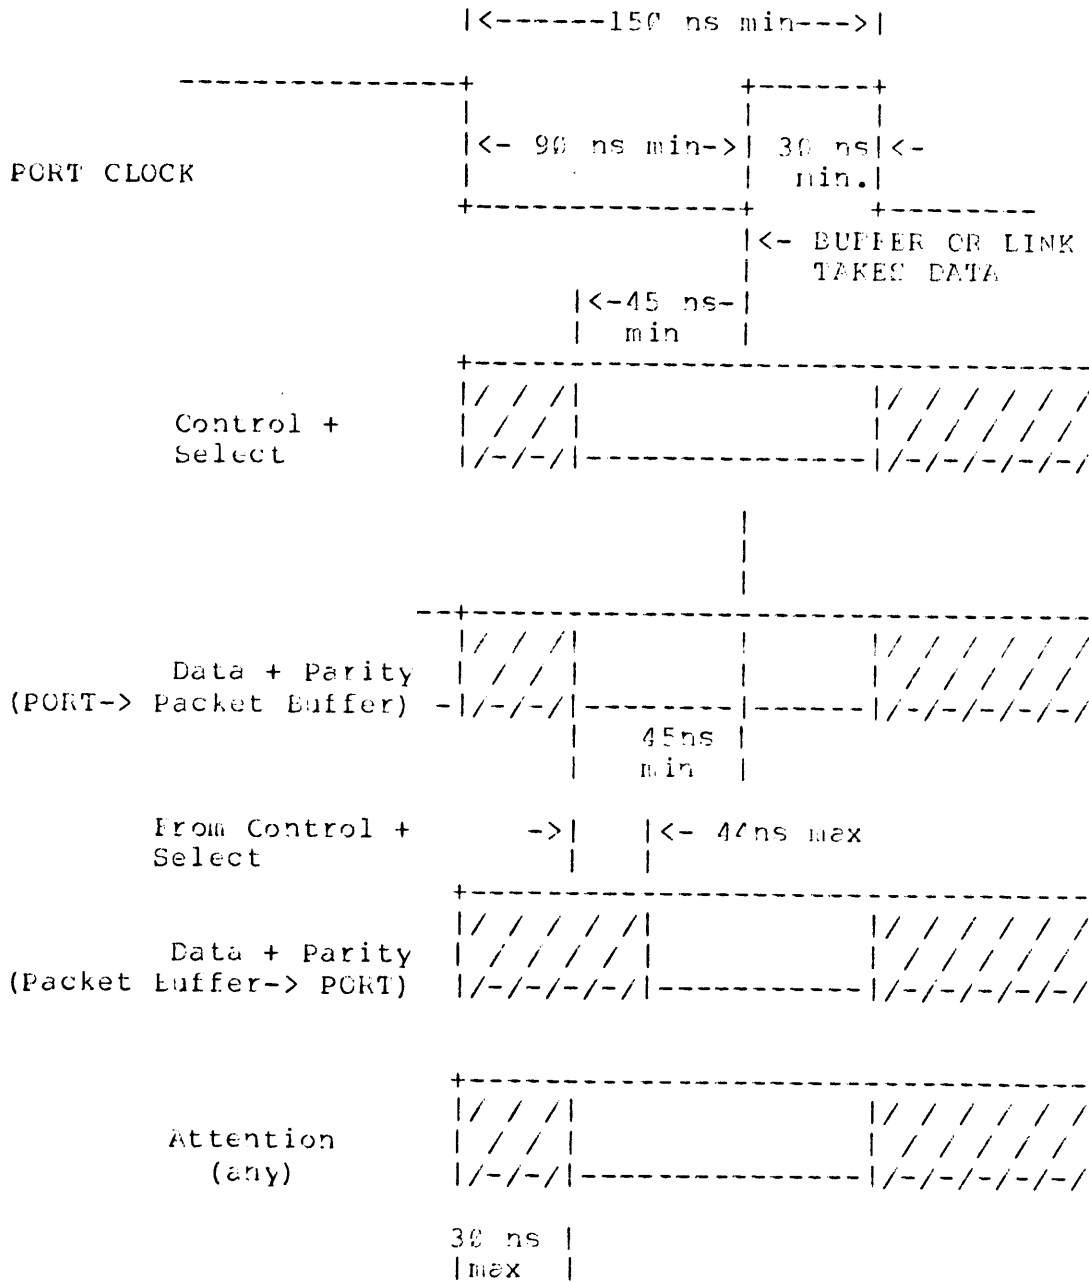 |<------150 ns min--->|
|<- 90 ns min->| 30 ns|<-
PORT CLOCK
min.|
|<- BUFFER OR LINK
TAKES DATA
|<-45 ns-|
min
Control +
Select
Data + Parity
(PORT-> Packet Buffer)
45ns
min
From Control +
Select
->| |<- ns max
Data + Parity
(Packet Buffer-> PORT)
Attention
(any)
30 ns
max